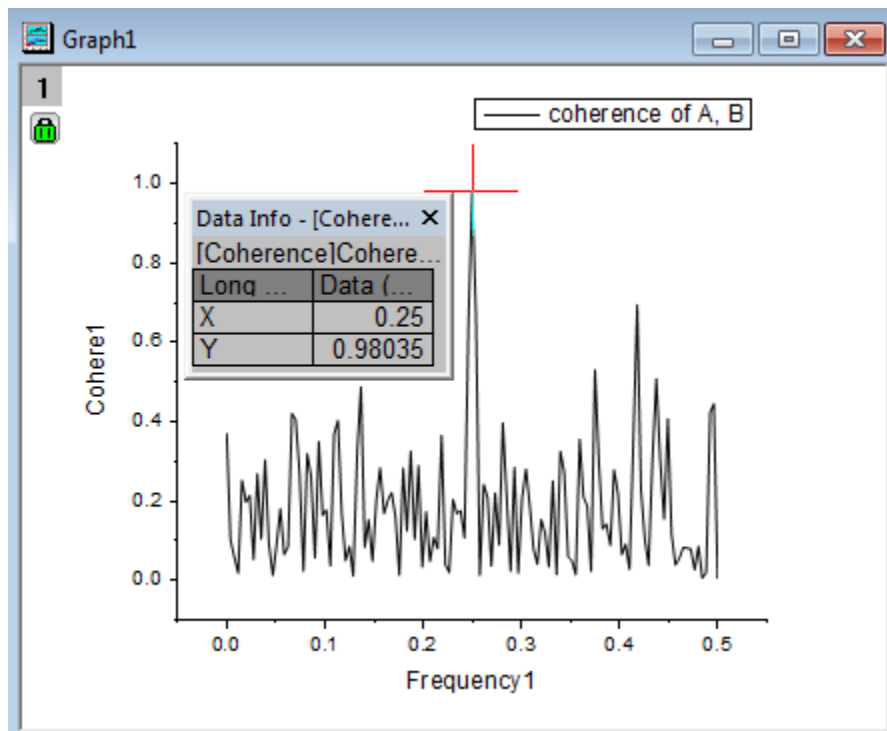 Graph1
1
coherence of A, B
Data Info - [Cohere...
[Coherence]Cohere...
Long ... Data (...
X 0.25
Y 0.98035
1.0
0.8
0.6
0.4
0.2
0.0
Cohere1
0.0 0.1 0.2 0.3 0.4 0.5
Frequency1